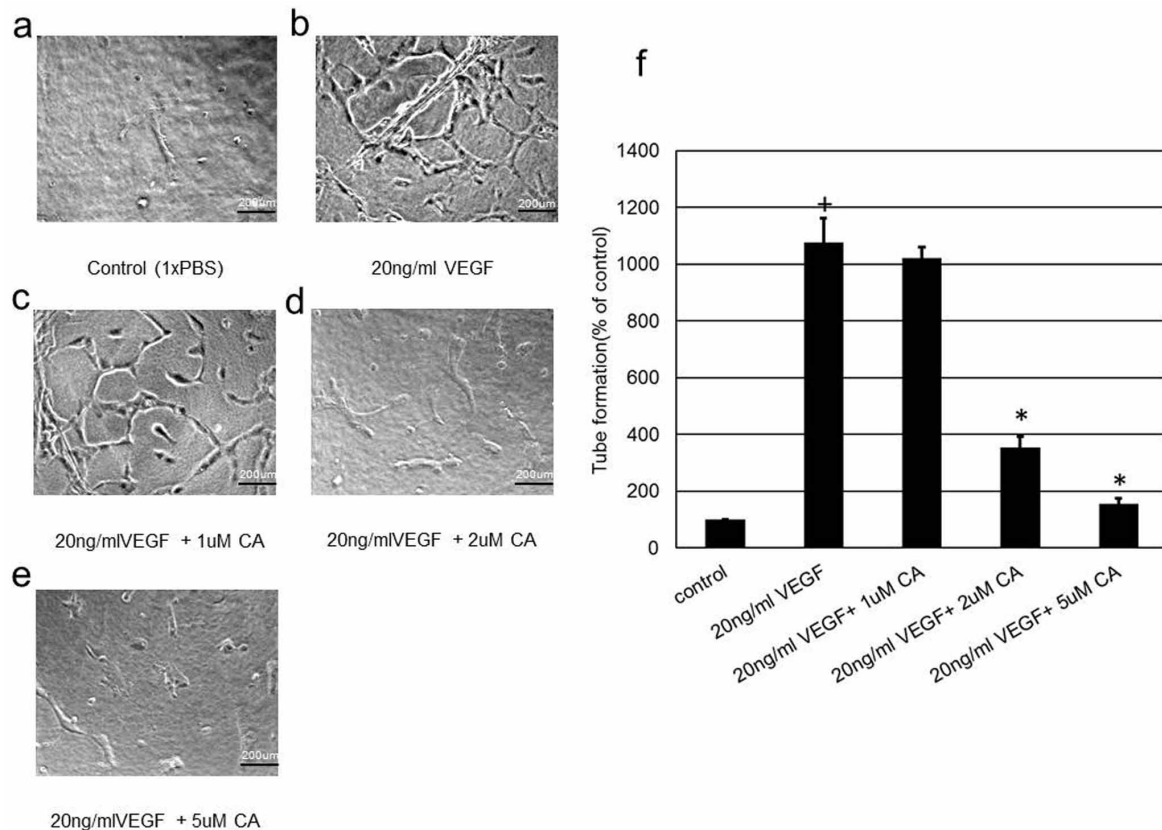 a
200um
Control (1xPBS)
b
200um
20ng/ml VEGF
c
200um
20ng/mlVEGF + 1uM CA
d
200um
20ng/mlVEGF + 2uM CA
e
200um
20ng/mlVEGF + 5uM CA
f
Tube formation(% of control)
1400
1200
1000
800
600
400
200
0
+
*
*
control
20ng/ml VEGF
20ng/ml VEGF+ 1uM CA
20ng/ml VEGF+ 2uM CA
20ng/ml VEGF+ 5uM CA